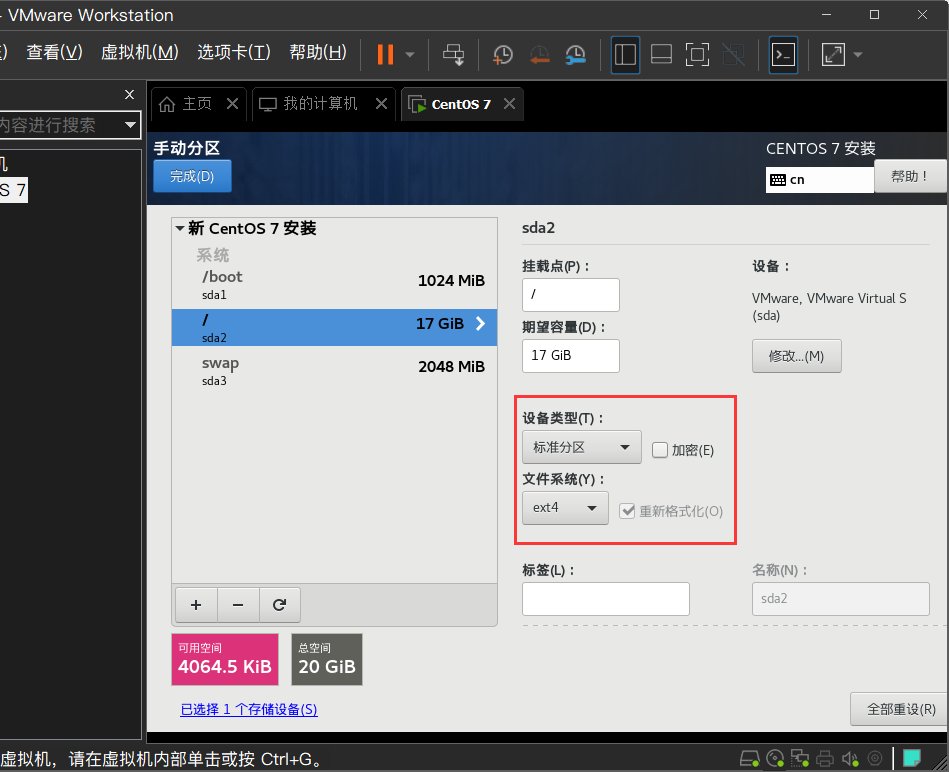 - VMware Workstation
查看(V) 虚拟机(M) 选项卡(T) 帮助(H)
主页 我的计算机 CentOS 7
内容进行搜索
机
S 7
手动分区
CENTOS 7 安装
完成(D)
cn
帮助！
新 CentOS 7 安装
系统
/boot
1024 MiB
sda1
/
17 GiB
sda2
swap
2048 MiB
sda3
sda2
挂载点(P)：
/
期望容量(D)：
17 GiB
设备：
VMware, VMware Virtual S
(sda)
修改...(M)
设备类型(T)：
标准分区
加密(E)
文件系统(Y)：
ext4
重新格式化(O)
标签(L)：
名称(N)：
sda2
+ − 
可用空间
4064.5 KiB
总空间
20 GiB
已选择 1 个存储设备(S)
全部重设(R)
虚拟机，请在虚拟机内部单击或按 Ctrl+G。